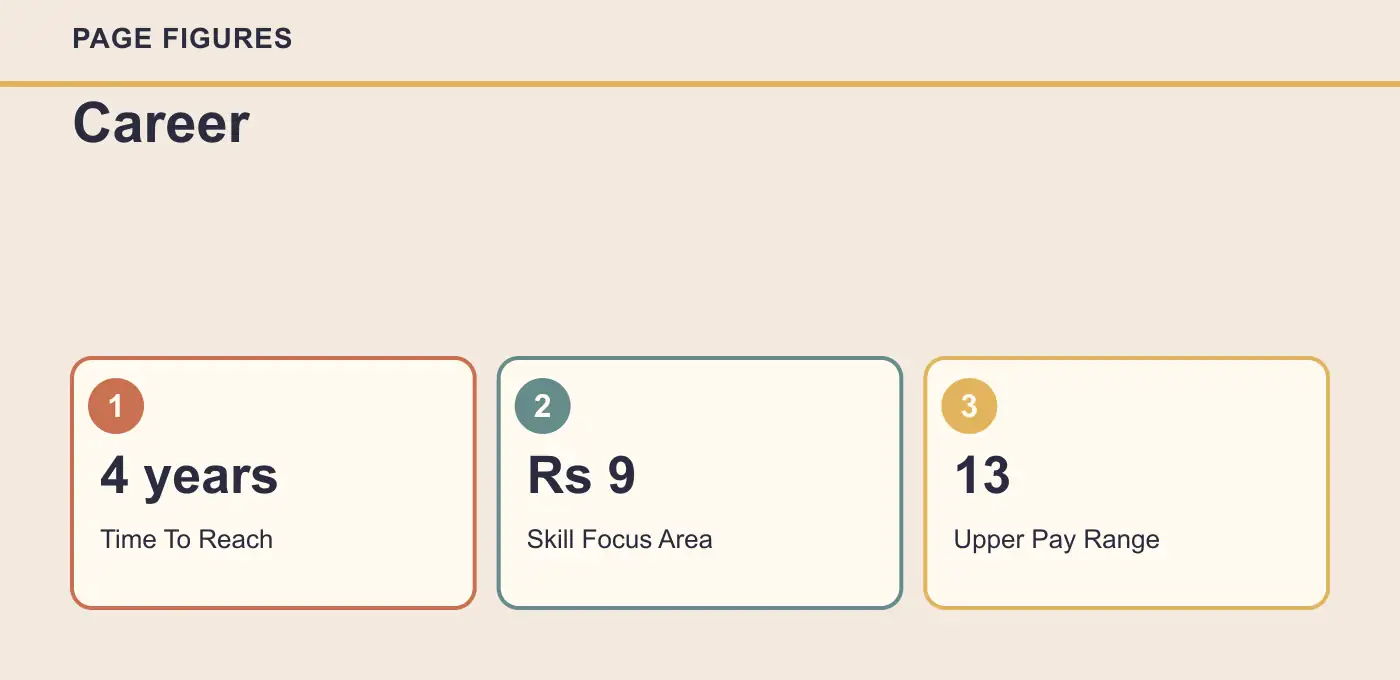 PAGE FIGURES
Career
1
4 years
Time To Reach
2
Rs 9
Skill Focus Area
3
13
Upper Pay Range